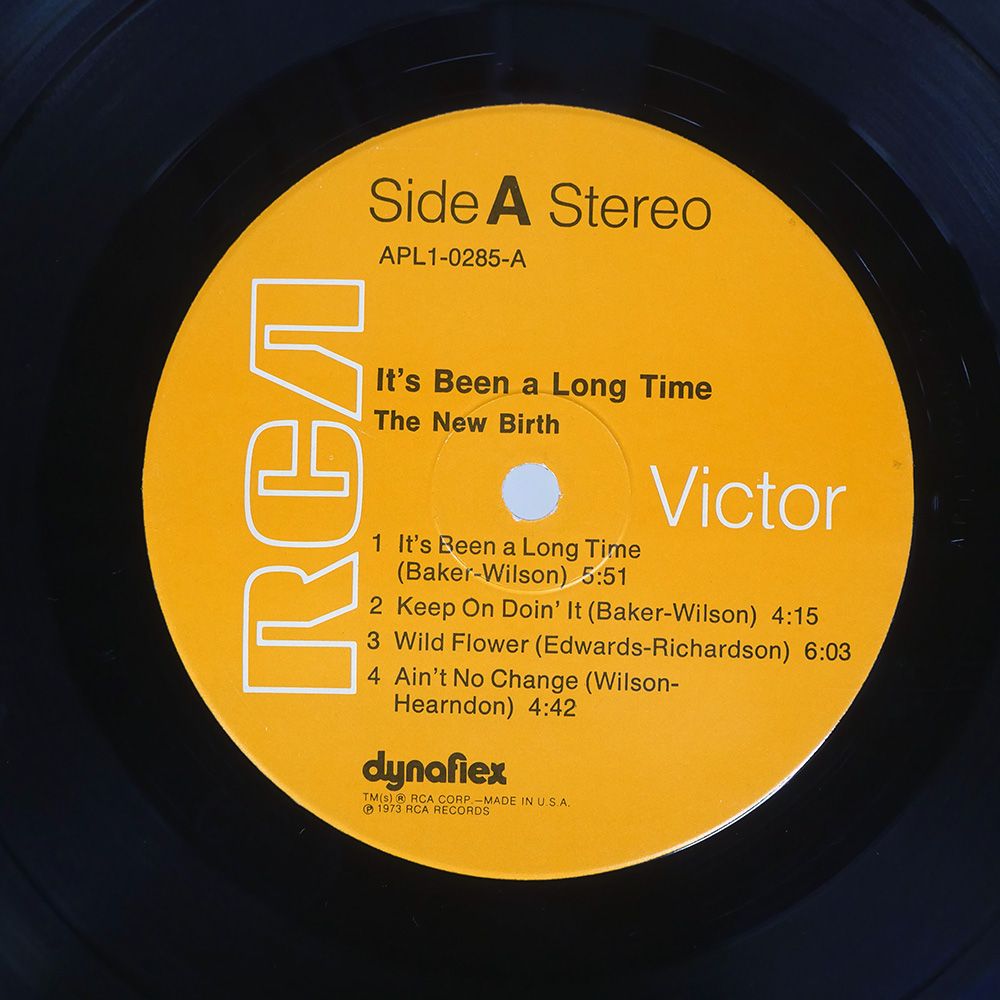 Side A Stereo
APL1-0285-A
RCA
It's Been a Long Time
The New Birth
Victor
1 It's Been a Long Time
(Baker-Wilson) 5:51
2 Keep On Doin' It (Baker-Wilson) 4:15
3 Wild Flower (Edwards-Richardson) 6:03
4 Ain't No Change (Wilson-
Hearndon) 4:42
dynaflex
TM(s) ® RCA CORP.—MADE IN U.S.A.
℗ 1973 RCA RECORDS